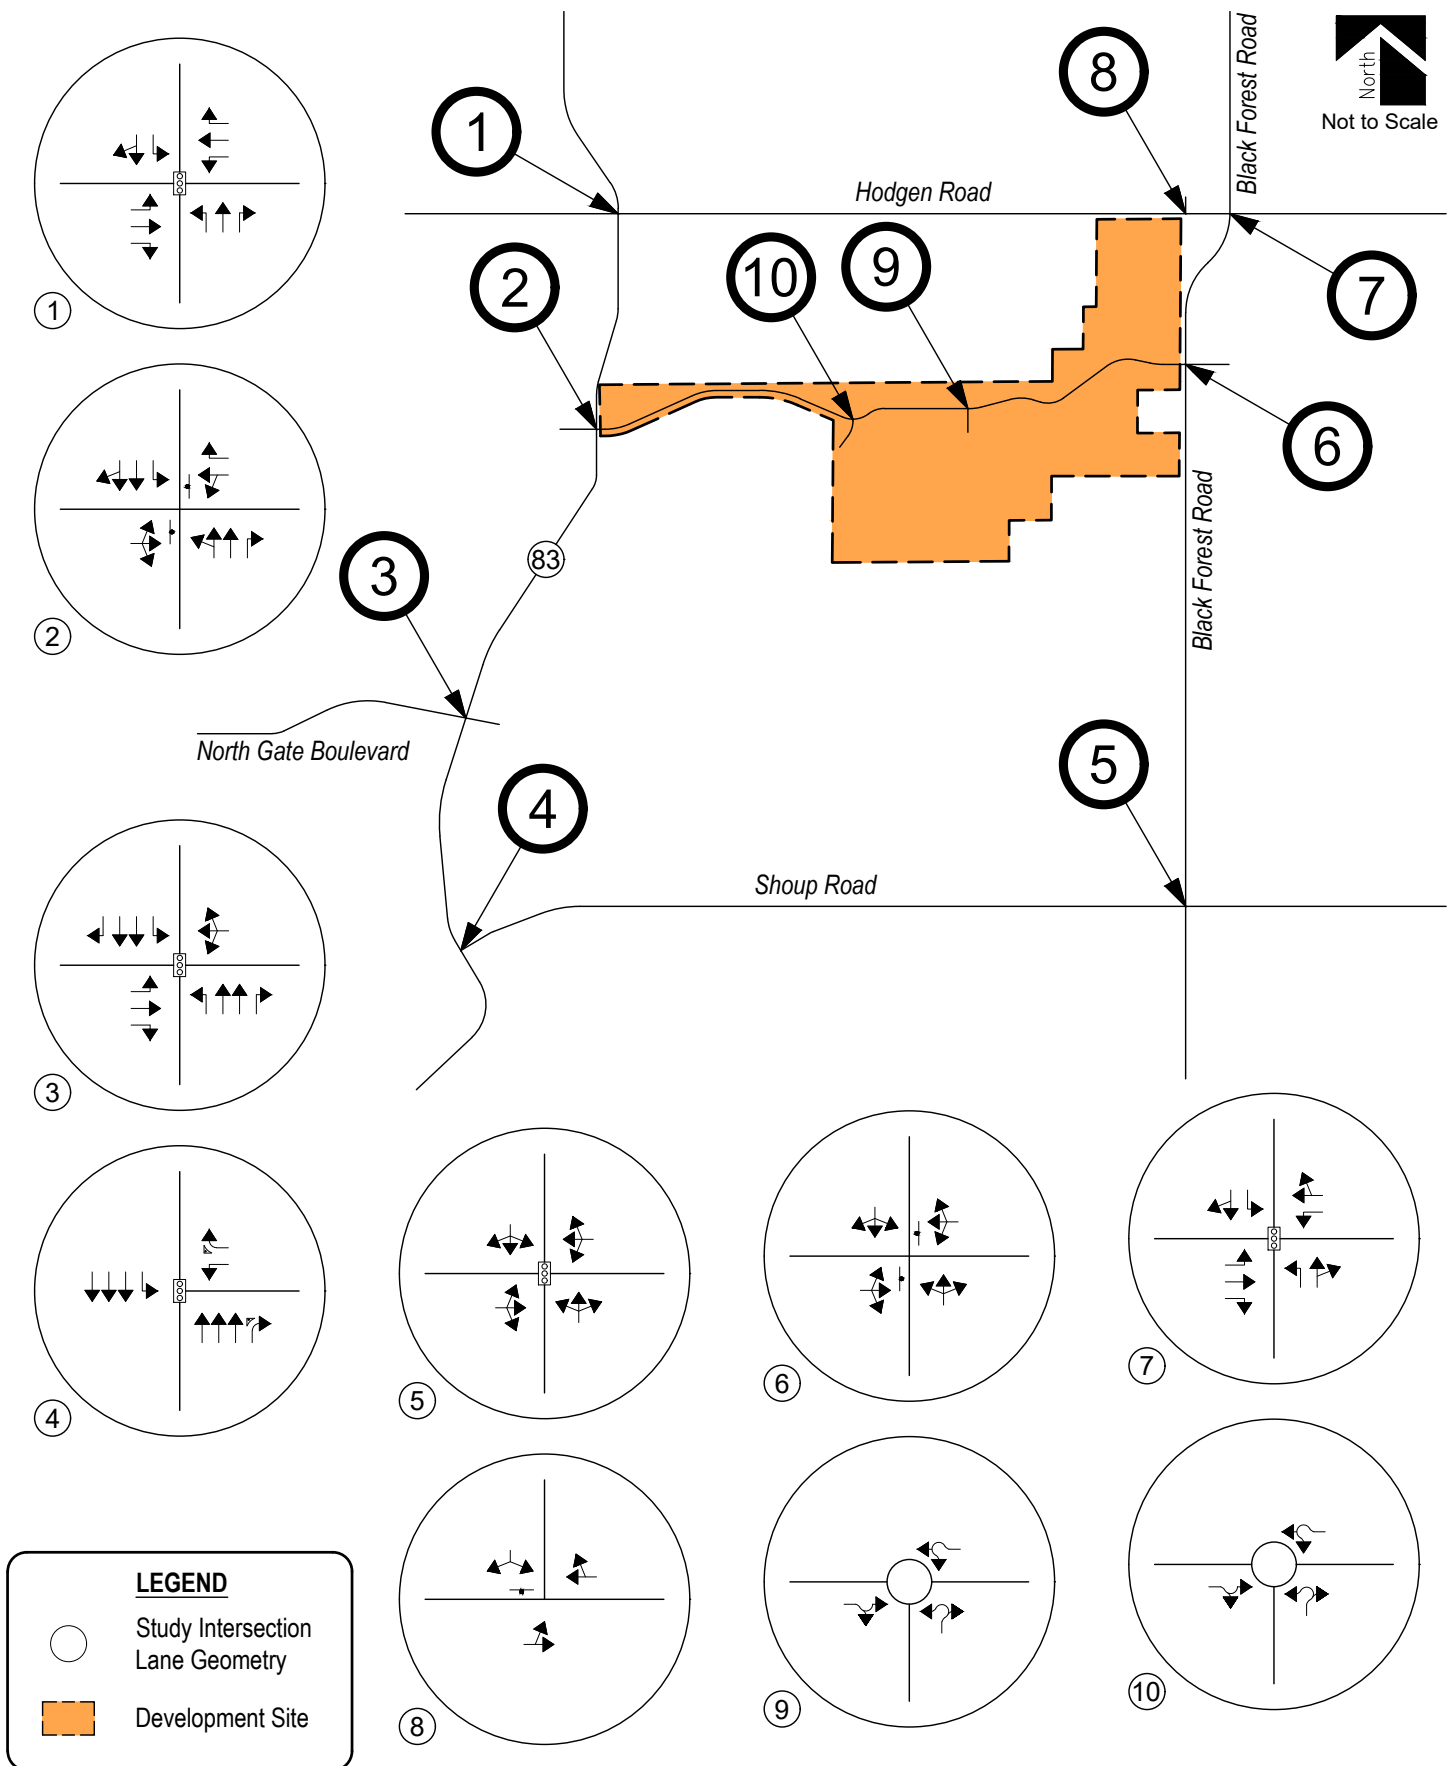 1
8
Black Forest Road
North
Not to Scale
Hodgen Road
1
2
10
9
7
6
2
83
3
Black Forest Road
North Gate Boulevard
4
5
Shoup Road
3
4
5
6
7
8
9
10
LEGEND
Study Intersection
Lane Geometry
Development Site